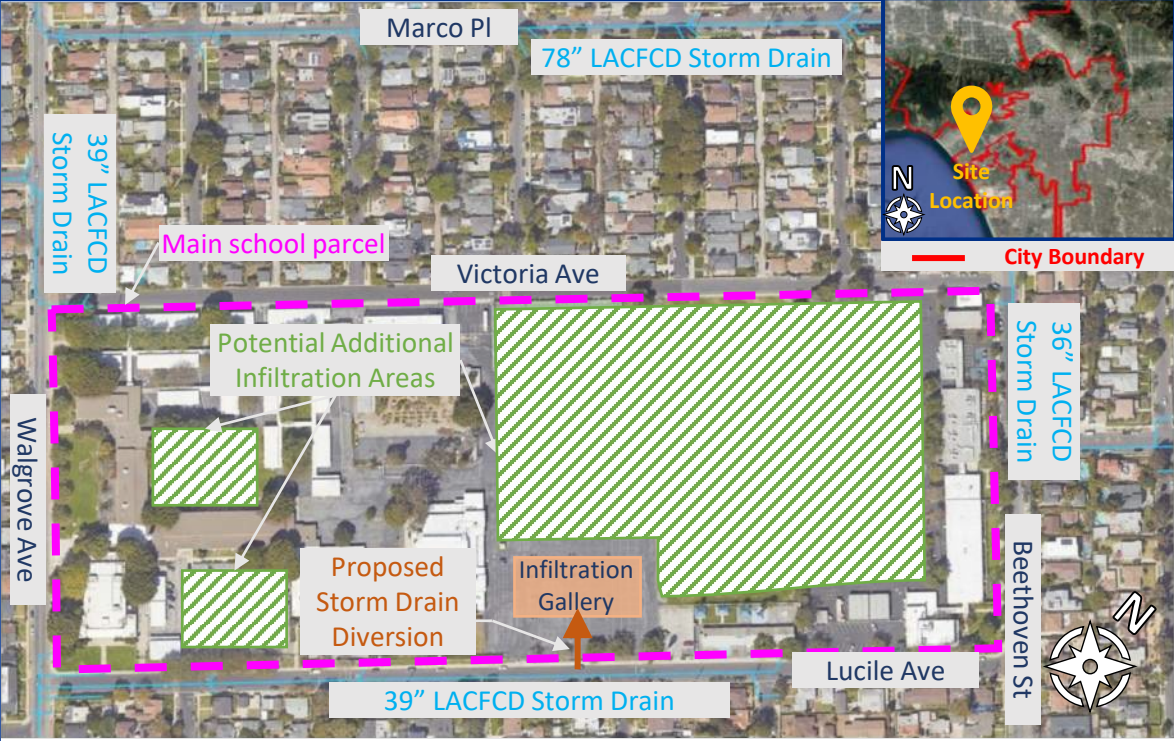 Marco Pl
78” LACFCD Storm Drain
39” LACFCD
Storm Drain
N
Site
Location
City Boundary
Main school parcel
Victoria Ave
Potential Additional
Infiltration Areas
36” LACFCD
Storm Drain
Walgrove Ave
Proposed
Storm Drain
Diversion
Infiltration
Gallery
Beethoven St
N
Lucile Ave
39” LACFCD Storm Drain